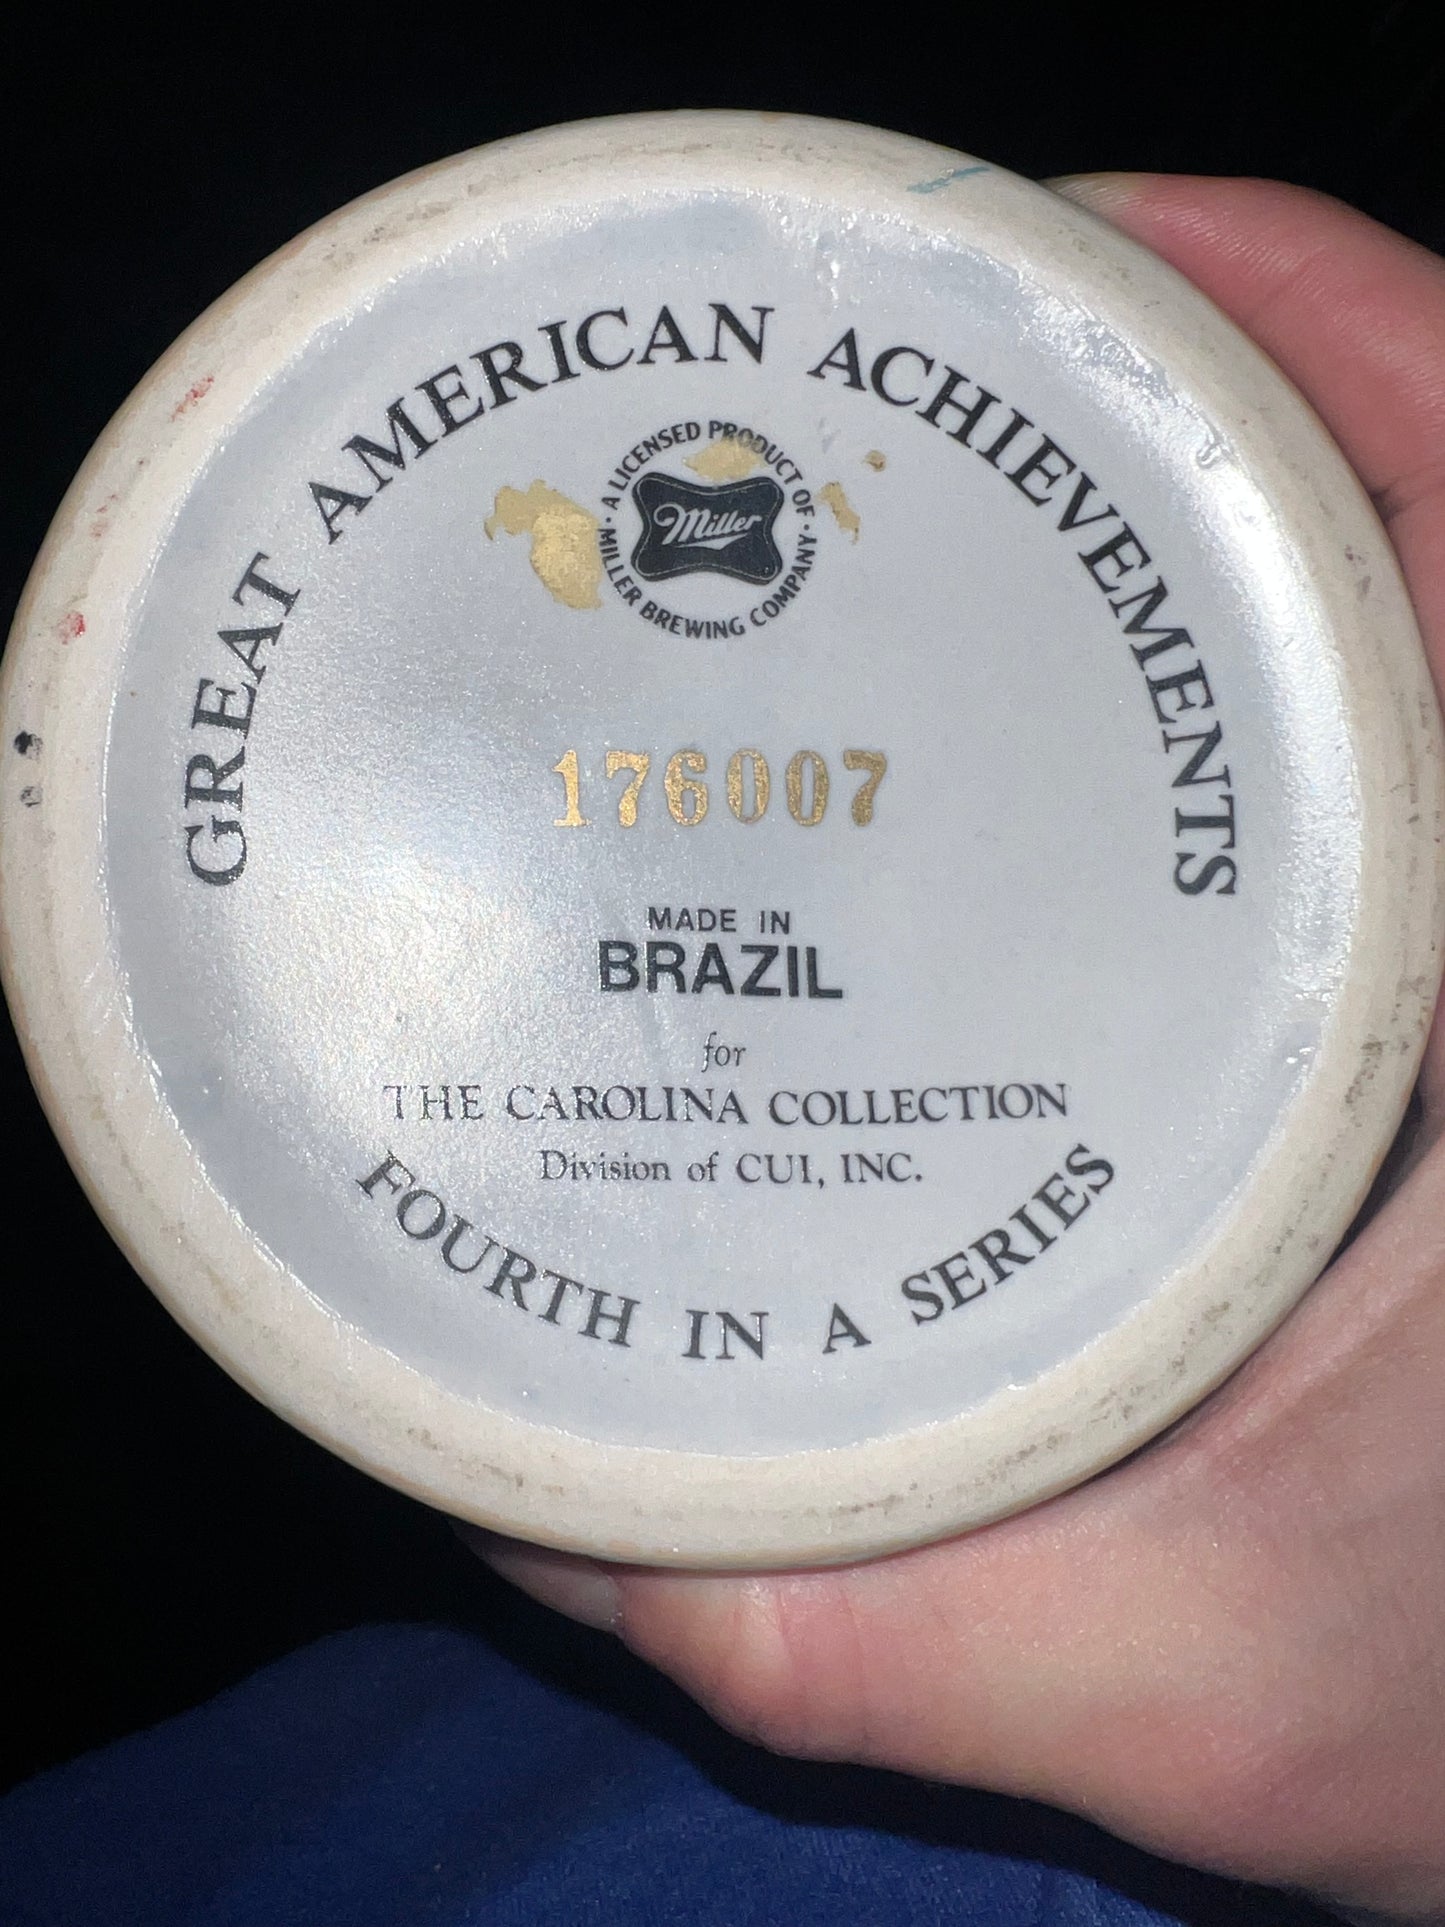 GREAT AMERICAN ACHIEVEMENTS
· A LICENSED PRODUCT OF ·
Miller
MILLER BREWING COMPANY
176007
MADE IN
BRAZIL
for
THE CAROLINA COLLECTION
Division of CUI, INC.
FOURTH IN A SERIES